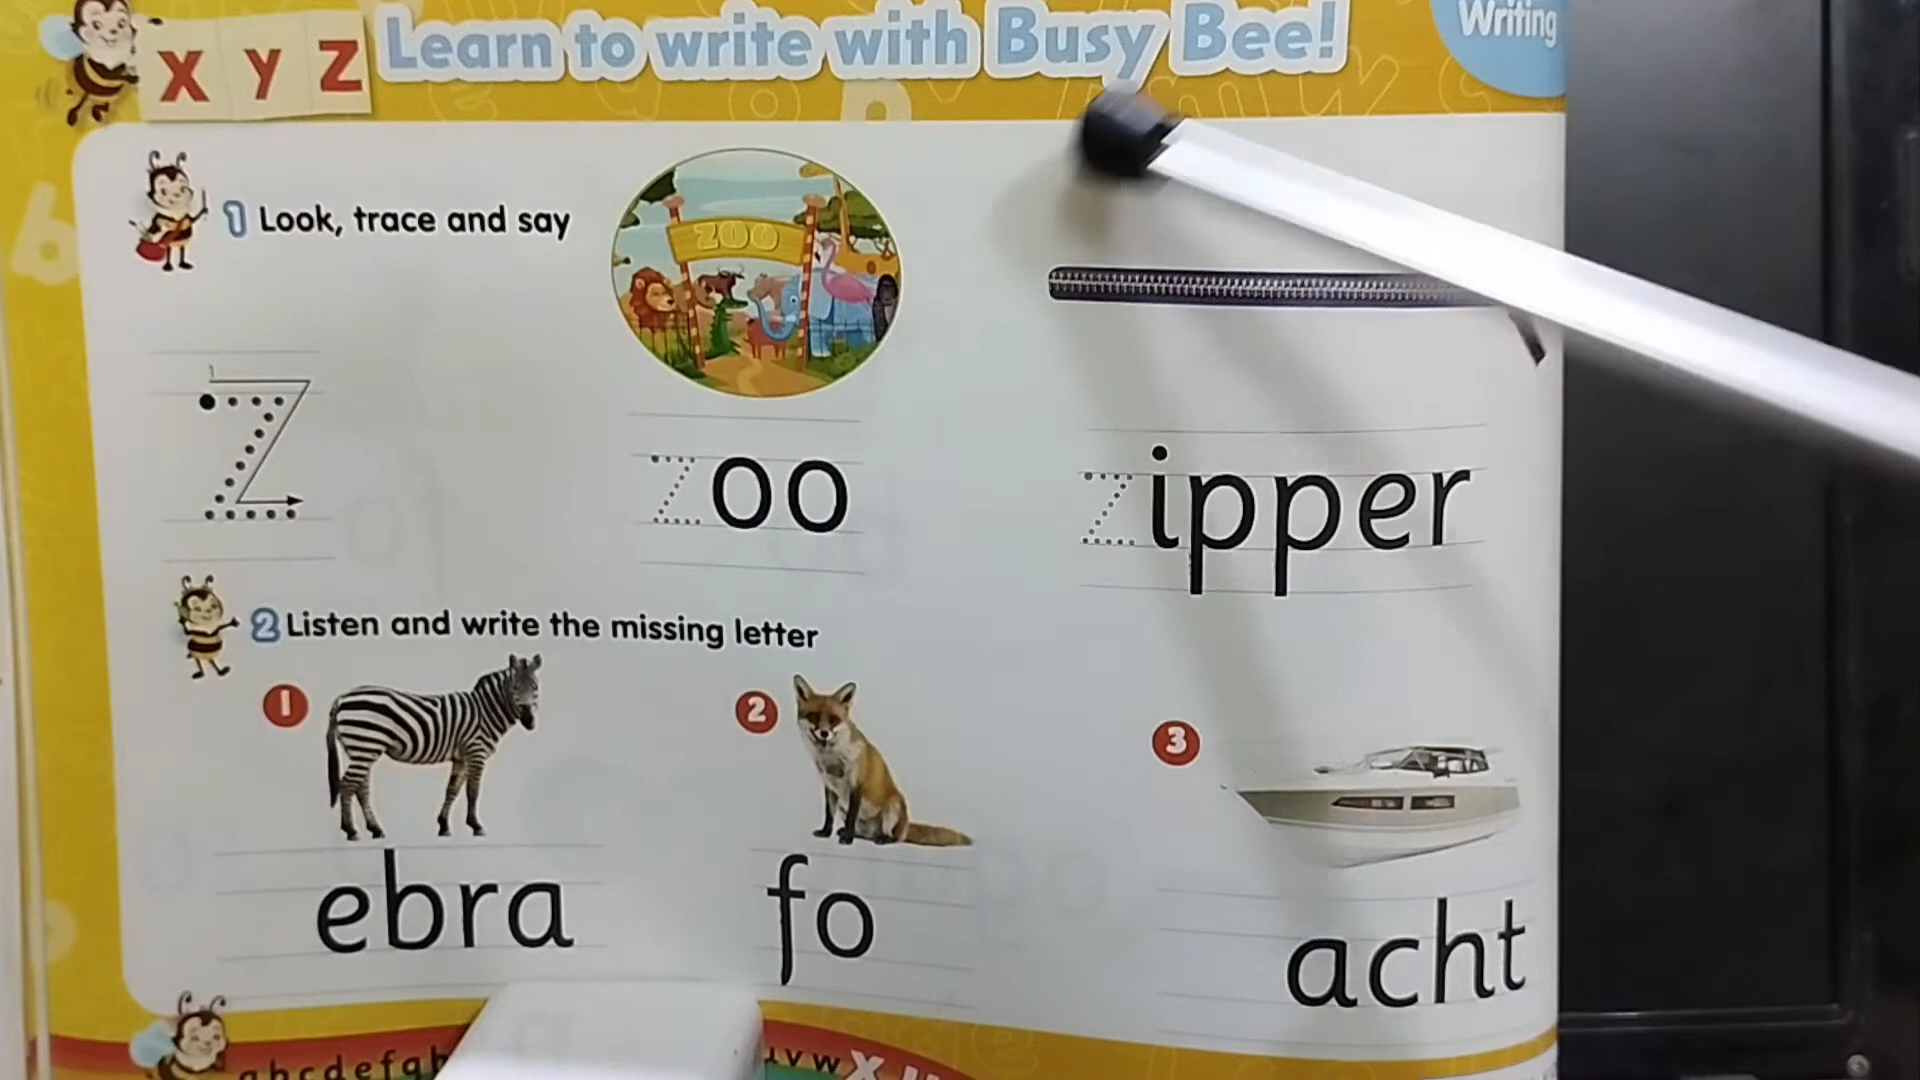 x y z Learn to write with Busy Bee!
Writing
1 Look, trace and say
ZOO
1
z
zoo
zipper
2 Listen and write the missing letter
1
2
3
ebra
fo
acht
a b c d e f g h
v w x y